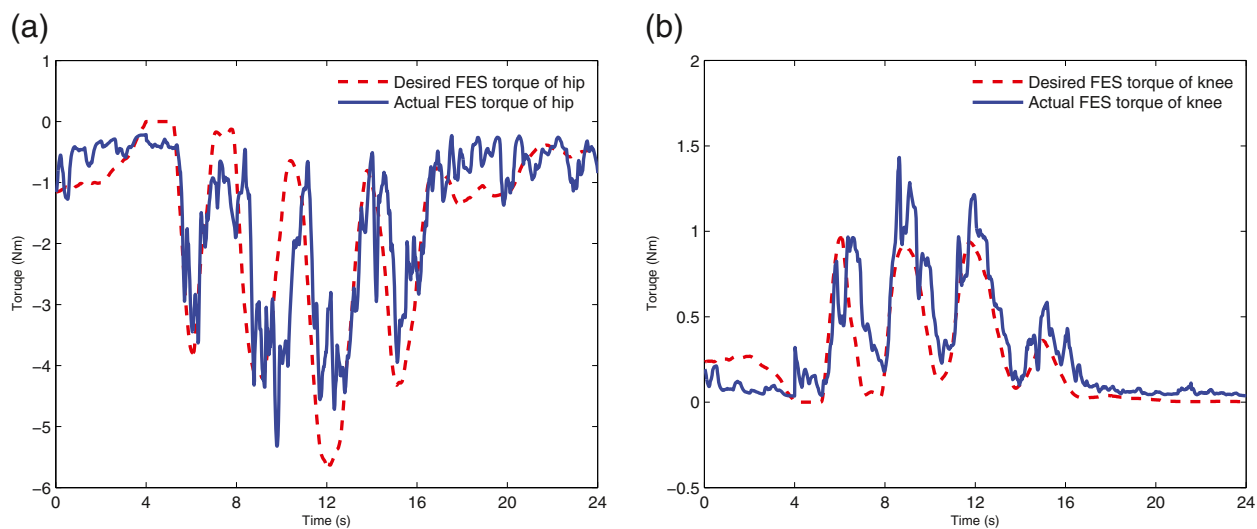 (a)
Desired FES torque of hip
Actual FES torque of hip
1
0
−1
−2
−3
−4
−5
−6
Toruqe (Nm)
0 4 8 12 16 20 24
Time (s)
(b)
Desired FES torque of knee
Actual FES torque of knee
2
1.5
1
0.5
0
−0.5
Toruqe (Nm)
0 4 8 12 16 20 24
Time (s)